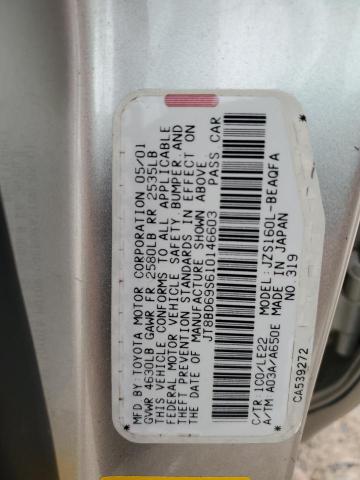 MFD BY TOYOTA MOTOR CORPORATION 05/01
GVWR 4630LB GAWR FR 2580LB RR 2535LB
THIS VEHICLE CONFORMS TO ALL APPLICABLE
FEDERAL MOTOR VEHICLE SAFETY, BUMPER, AND
THEFT PREVENTION STANDARDS IN EFFECT ON
THE DATE OF MANUFACTURE SHOWN ABOVE.
*JT8BD69S610146603 PASS CAR*
C/TR 1C0/LE22 MODEL: JZS160L-BEAQFA
A/TM A03A/A650E MADE IN JAPAN
NO.319
CA539272